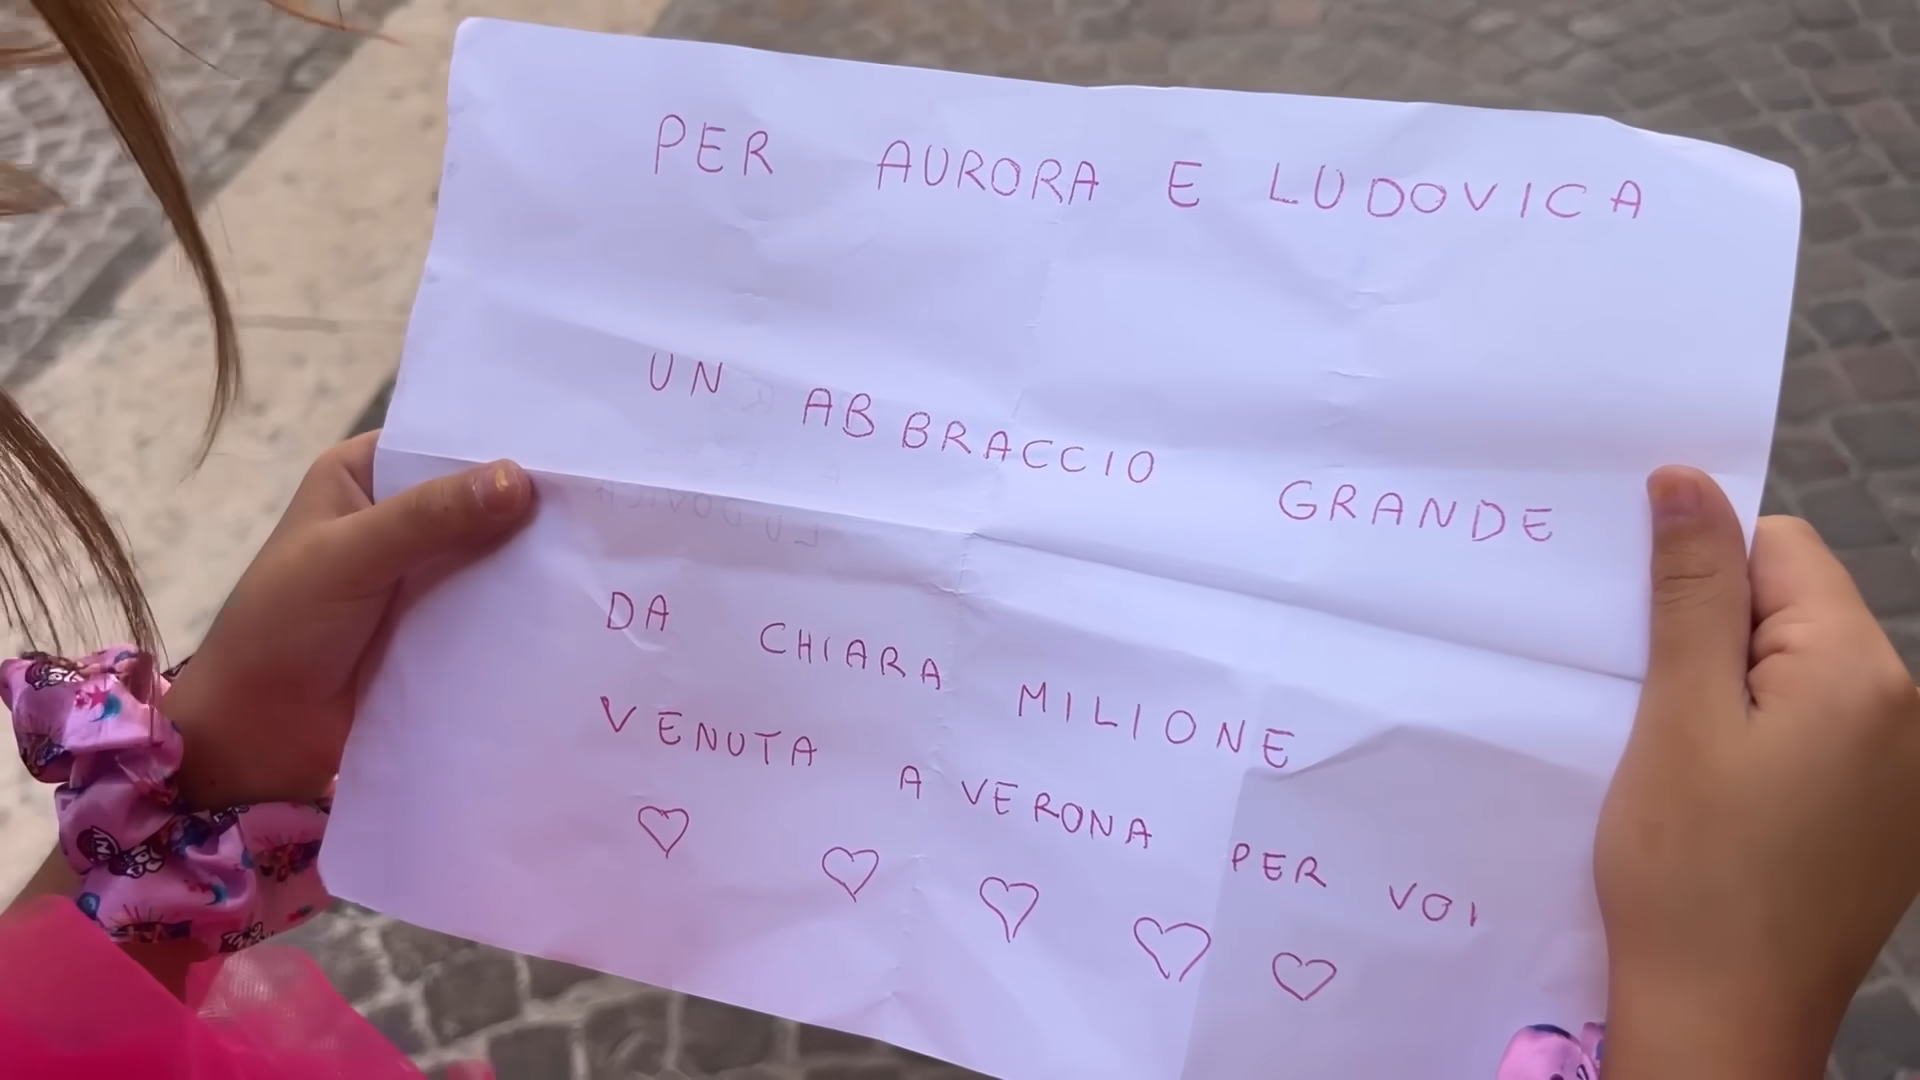 PER AURORA E LUDOVICA
UN ABBRACCIO GRANDE
DA CHIARA MILIONE
VENUTA A VERONA PER VOI